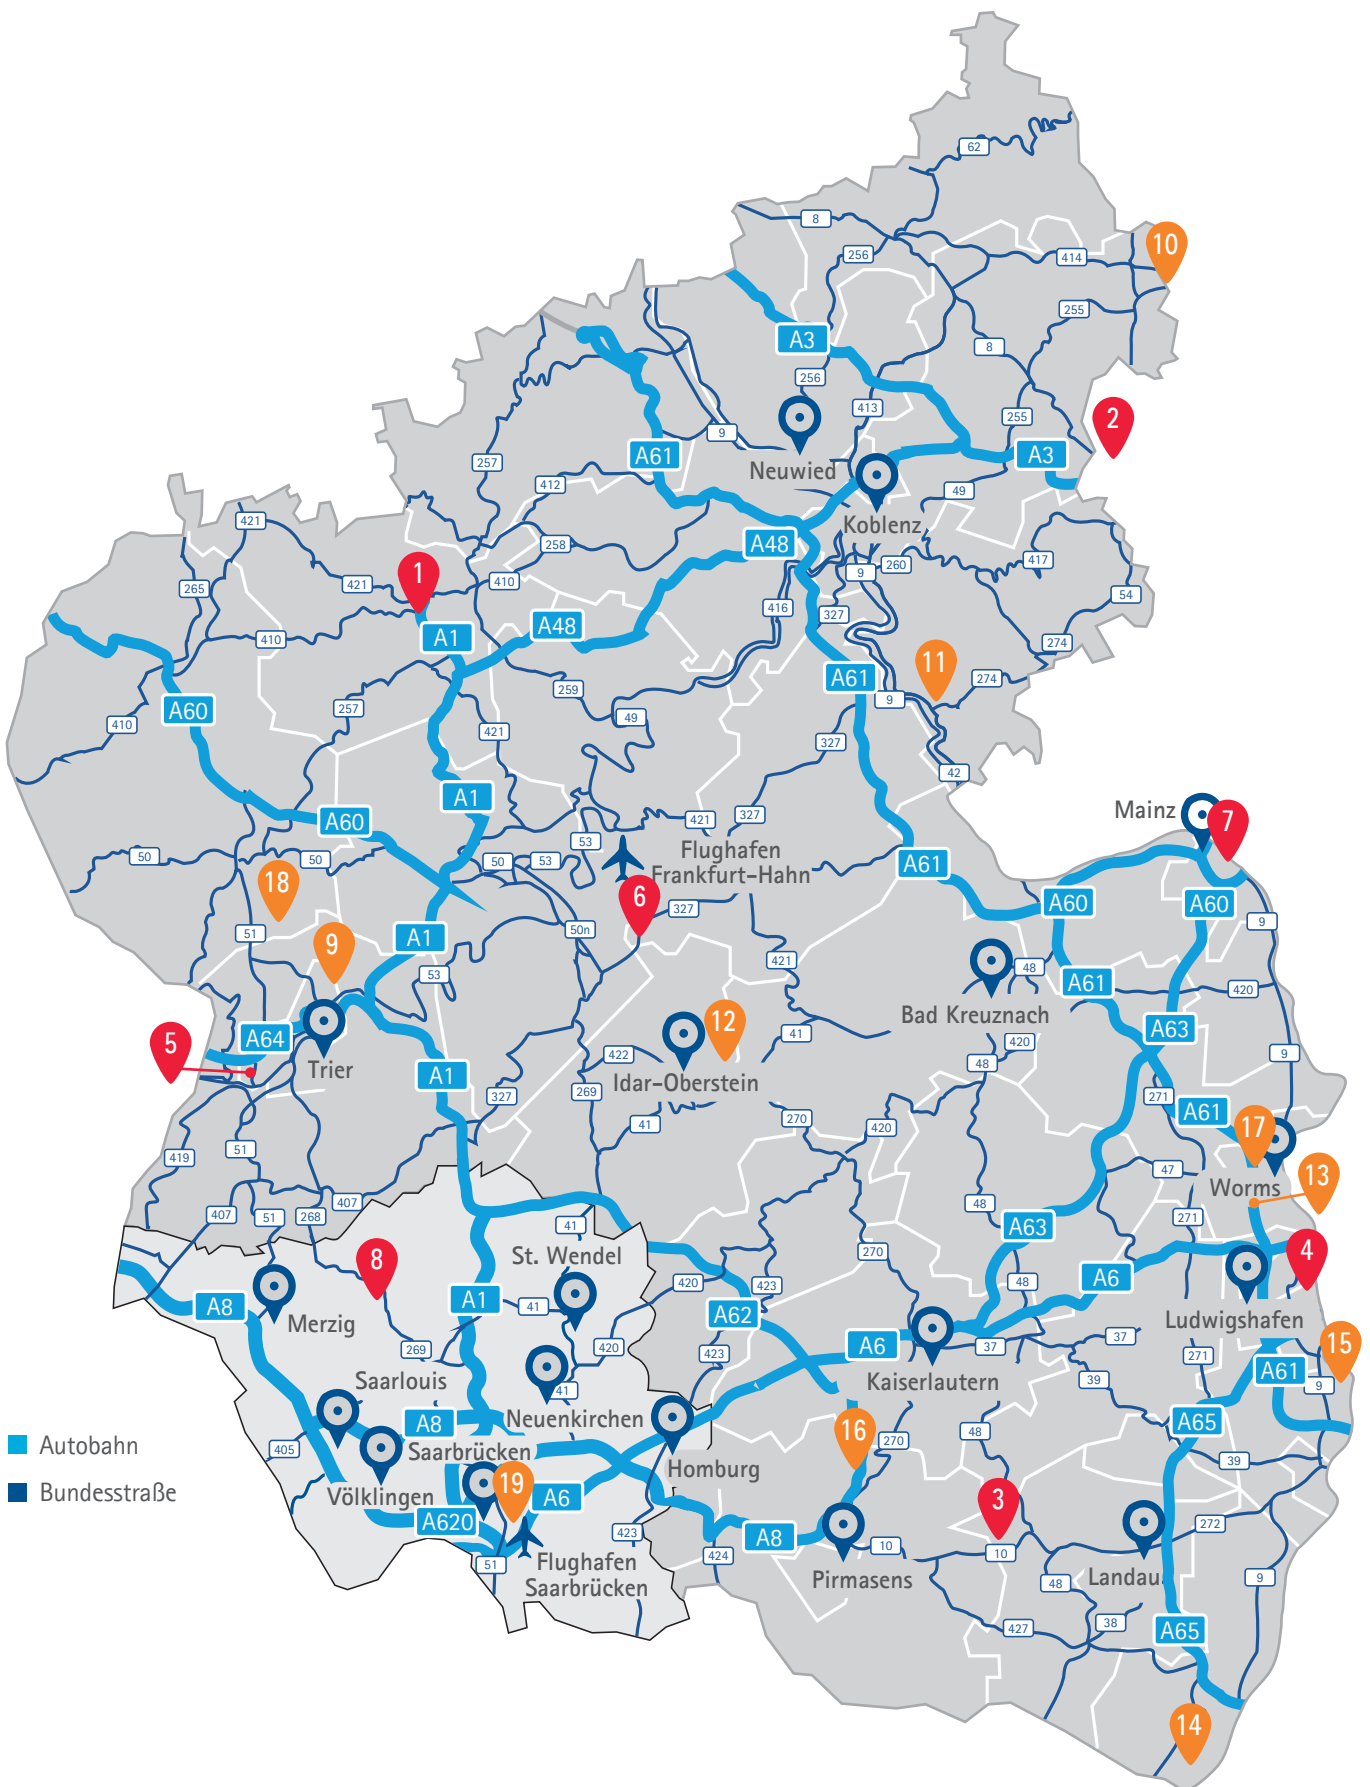 62
8
10
256
414
255
A3
8
256
413
2
255
9
A61
A3
Neuwied
257
412
49
Koblenz
421
A48
258
1
417
260
9
410
421
265
54
416
327
A48
A1
410
274
11
A61
274
259
9
A60
257
49
410
421
327
42
A1
Mainz
7
327
421
A60
53
Flughafen
Frankfurt-Hahn
50
50
50
53
A61
18
6
A60
A60
327
9
50n
51
9
A1
421
48
53
A61
420
12
Bad Kreuznach
A63
A64
5
41
420
422
Idar-Oberstein
9
Trier
48
A1
269
327
271
A61
270
41
17
420
51
419
47
13
Worms
407
48
407
51
268
271
41
A63
St. Wendel
270
8
4
A6
420
423
48
A1
A8
41
A62
Merzig
Ludwigshafen
37
A6
37
15
269
420
423
271
A61
Saarlouis
Kaiserlautern
39
9
41
Neuenkirchen
A8
A65
16
270
48
Autobahn
405
Saarbrücken
39
Homburg
19
Bundesstraße
Völklingen
A6
3
A620
272
423
A8
10
10
424
51
Flughafen
Saarbrücken
Pirmasens
Landau
9
48
38
427
A65
14